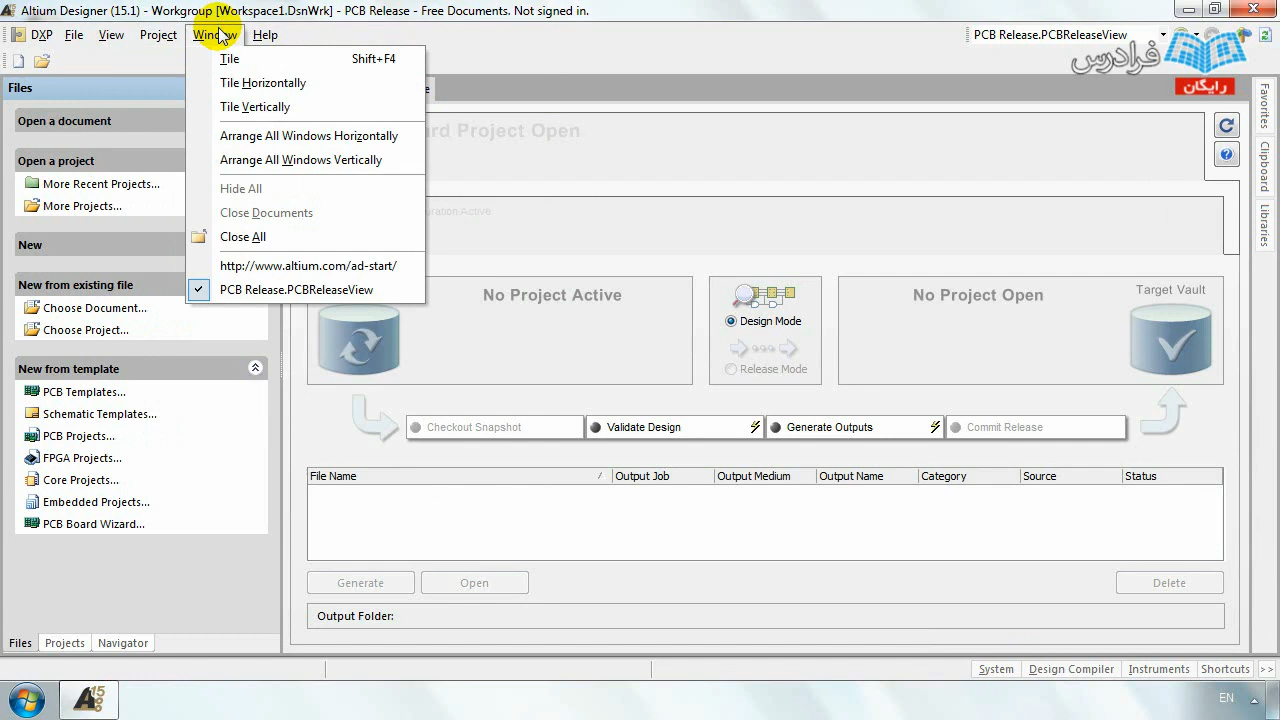 Altium Designer (15.1) - Workgroup [Workspace1.DsnWrk] - PCB Release - Free Documents. Not signed in.
DXP File View Project Window Help
PCB Release.PCBReleaseView
فرادرس
رایگان
Tile Shift+F4
Tile Horizontally
Tile Vertically
Arrange All Windows Horizontally
Arrange All Windows Vertically
Hide All
Close Documents
Close All
http://www.altium.com/ad-start/
PCB Release.PCBReleaseView
Files
Open a document
Open a project
More Recent Projects...
More Projects...
New
New from existing file
Choose Document...
Choose Project...
New from template
PCB Templates...
Schematic Templates...
PCB Projects...
FPGA Projects...
Core Projects...
Embedded Projects...
PCB Board Wizard...
Files Projects Navigator
Project Open
Active
No Project Active
Design Mode
Release Mode
No Project Open
Target Vault
Checkout Snapshot
Validate Design
Generate Outputs
Commit Release
File Name Output Job Output Medium Output Name Category Source Status
Generate Open Delete
Output Folder:
Favorites
Clipboard
Libraries
System Design Compiler Instruments Shortcuts >>
EN